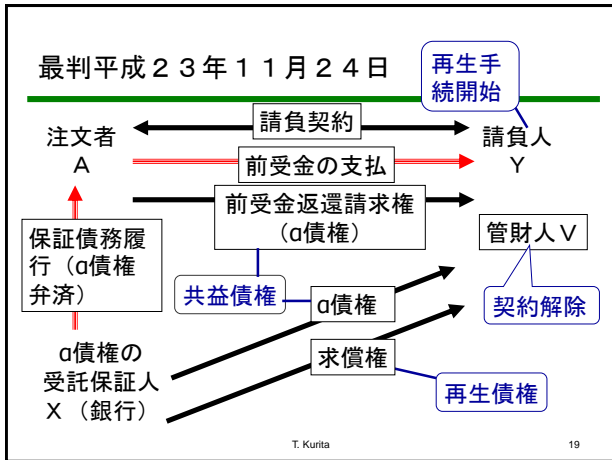 最判平成２３年１１月２４日
再生手
続開始
注文者
A
請負契約
請負人
Y
前受金の支払
前受金返還請求権
（α債権）
保証債務履
行（α債権
弁済）
管財人V
共益債権
α債権
契約解除
α債権の
受託保証人
X（銀行）
求償権
再生債権
T. Kurita
19